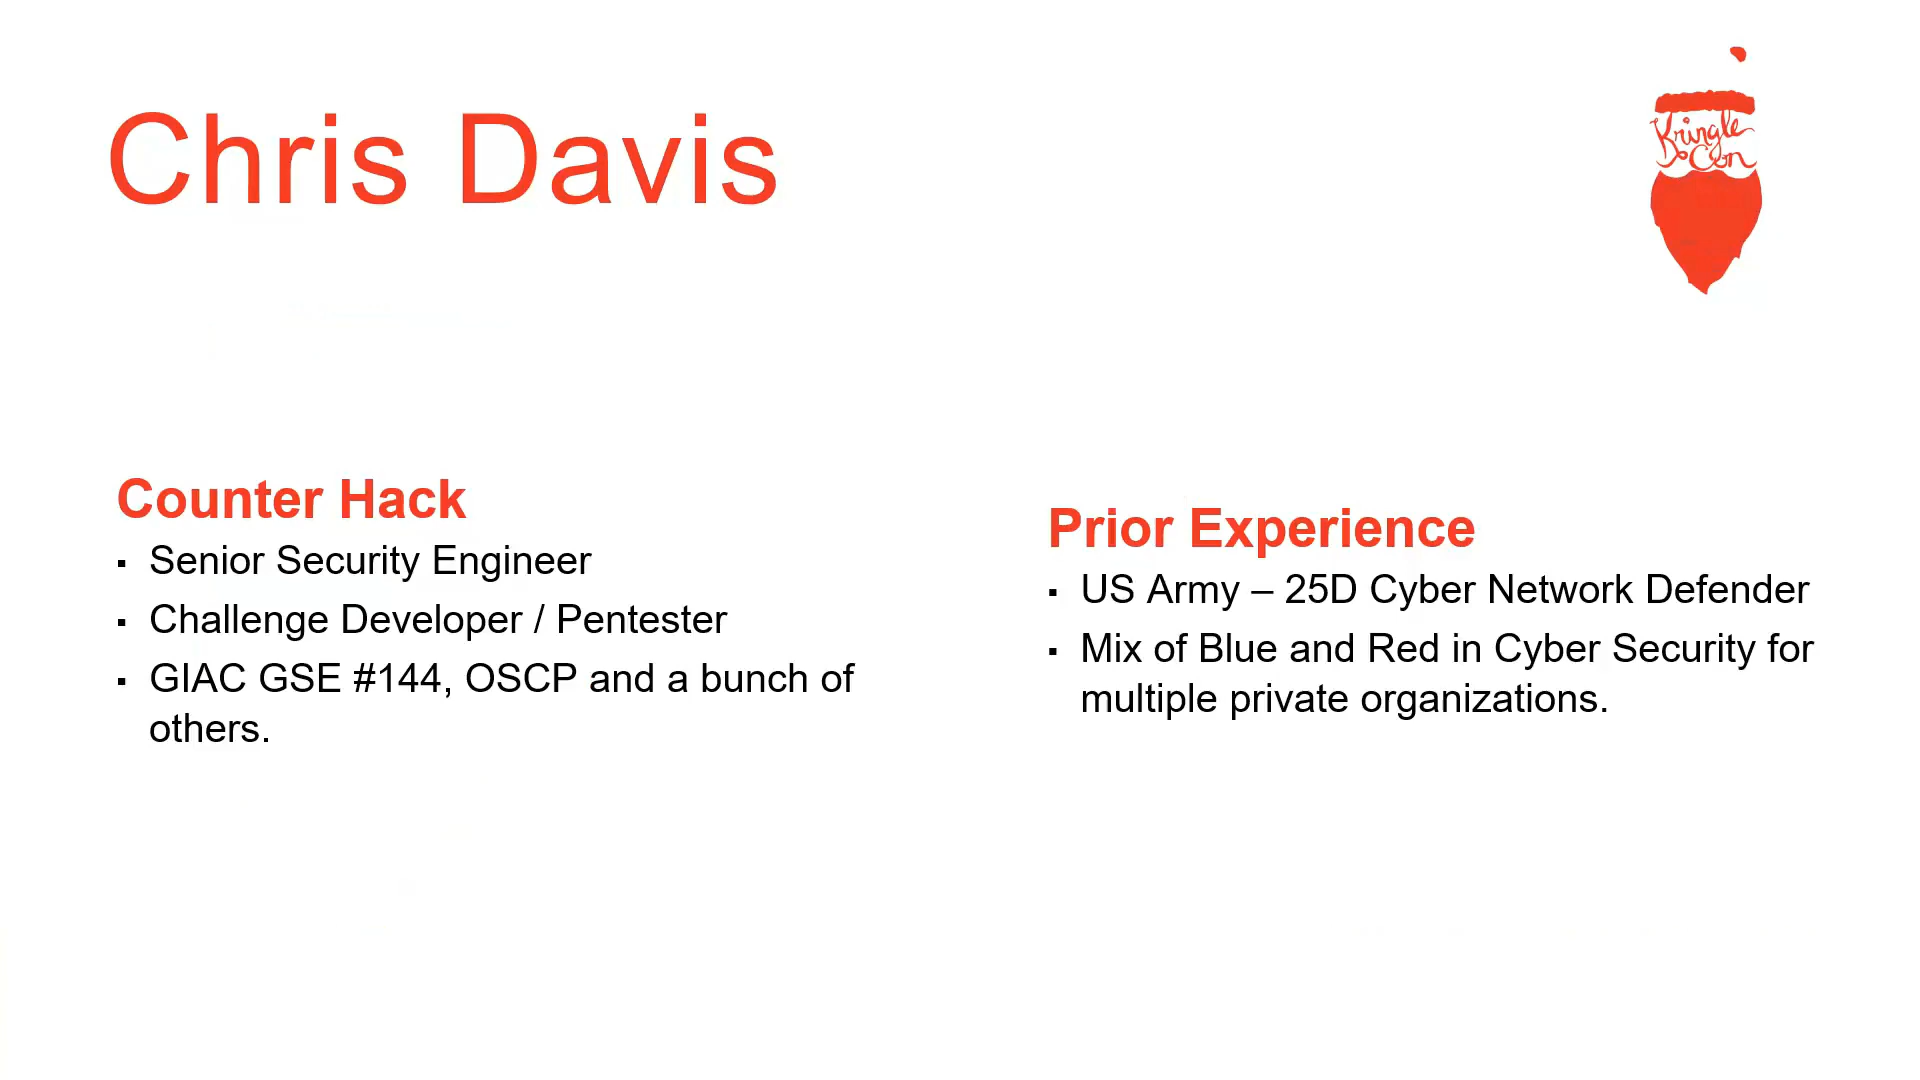 Chris Davis
Kringle
Con
Counter Hack
▪ Senior Security Engineer
▪ Challenge Developer / Pentester
▪ GIAC GSE #144, OSCP and a bunch of
others.
Prior Experience
▪ US Army – 25D Cyber Network Defender
▪ Mix of Blue and Red in Cyber Security for
multiple private organizations.